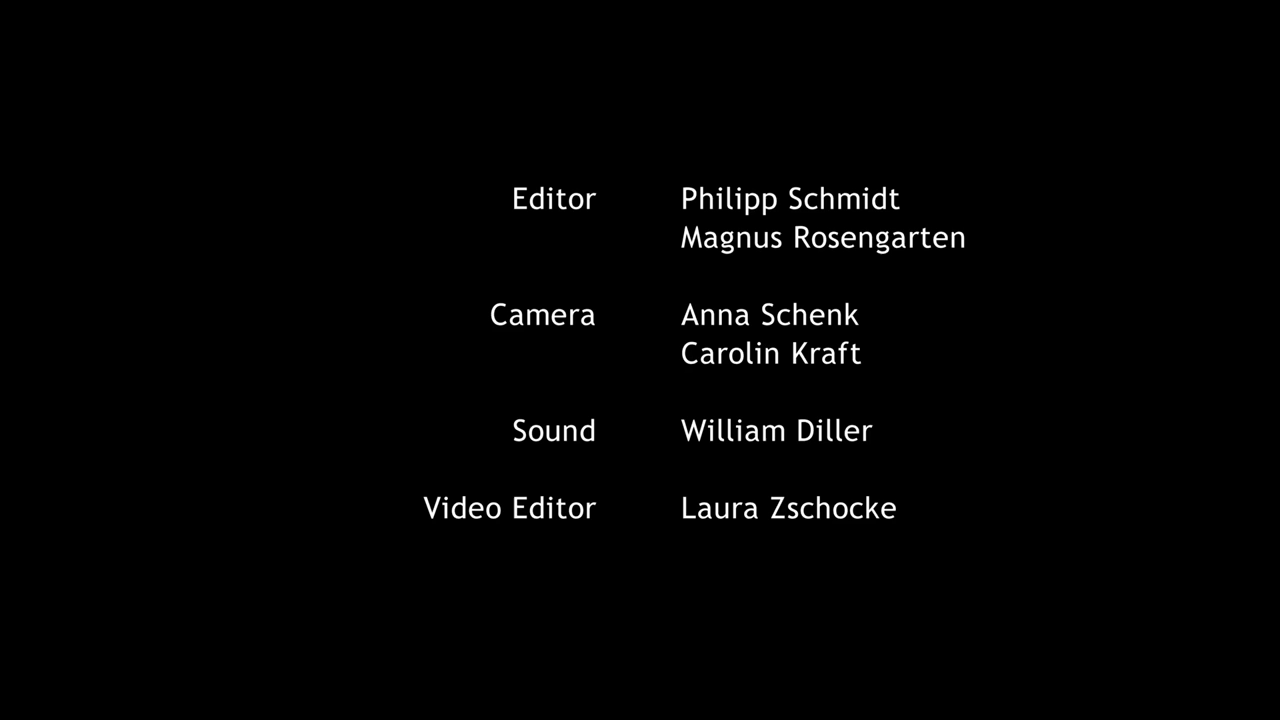 Editor Philipp Schmidt
Magnus Rosengarten
Camera Anna Schenk
Carolin Kraft
Sound William Diller
Video Editor Laura Zschocke